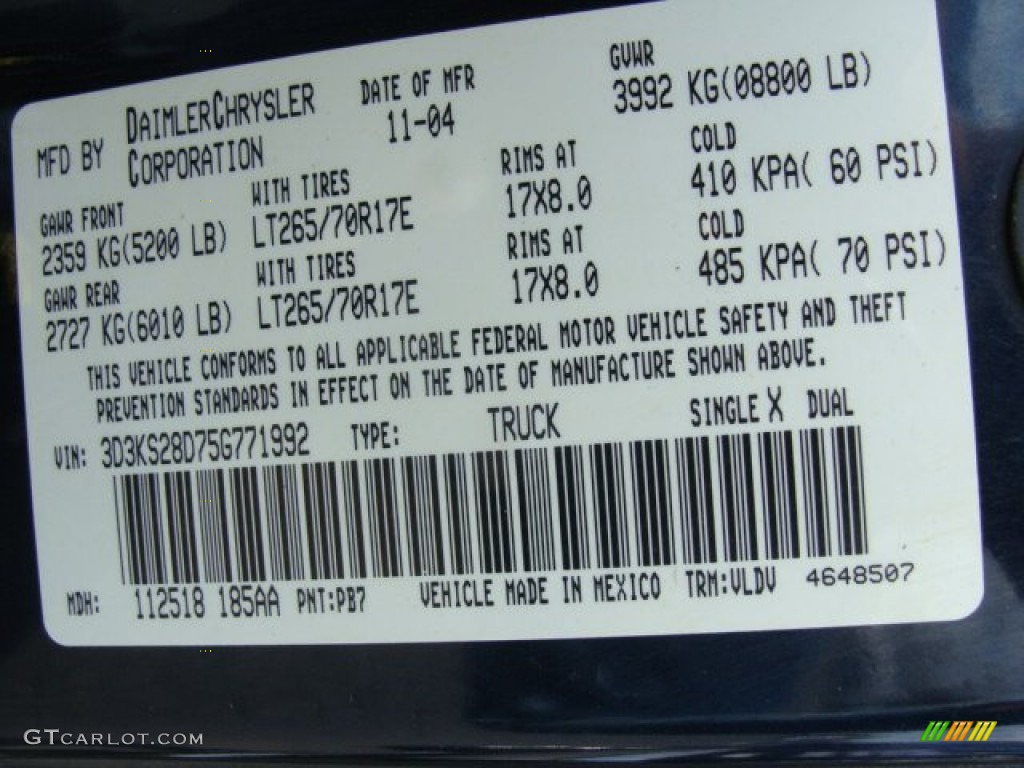 MFD BY DAIMLERCHRYSLER CORPORATION
DATE OF MFR
11-04
GVWR
3992 KG(08800 LB)
GAWR FRONT
2359 KG(5200 LB)
WITH TIRES
LT265/70R17E
RIMS AT
17X8.0
COLD
410 KPA( 60 PSI)
GAWR REAR
2727 KG(6010 LB)
WITH TIRES
LT265/70R17E
RIMS AT
17X8.0
COLD
485 KPA( 70 PSI)
THIS VEHICLE CONFORMS TO ALL APPLICABLE FEDERAL MOTOR VEHICLE SAFETY AND THEFT
PREVENTION STANDARDS IN EFFECT ON THE DATE OF MANUFACTURE SHOWN ABOVE.
VIN: 3D3KS28D75G771992 TYPE: TRUCK SINGLE X DUAL
MDH: 112518 185AA PNT:PB7 VEHICLE MADE IN MEXICO TRM:VLDV 4648507
GTCARLOT.COM